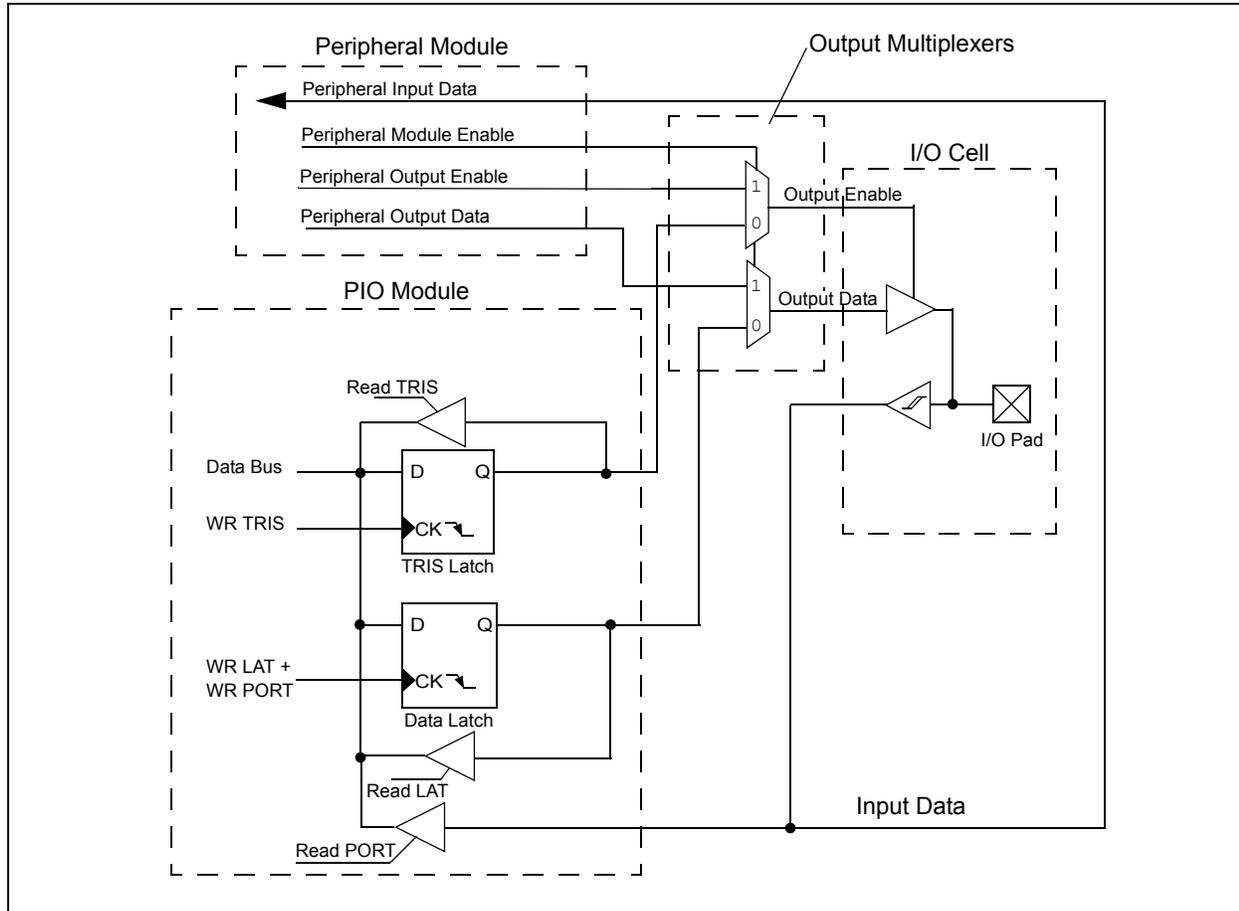 Peripheral Module
Output Multiplexers
Peripheral Input Data
Peripheral Module Enable
I/O Cell
Peripheral Output Enable
1
Output Enable
Peripheral Output Data
0
PIO Module
1
Output Data
0
Read TRIS
I/O Pad
Data Bus
D
Q
WR TRIS
CK
TRIS Latch
D
Q
WR LAT +
WR PORT
CK
Data Latch
Read LAT
Input Data
Read PORT